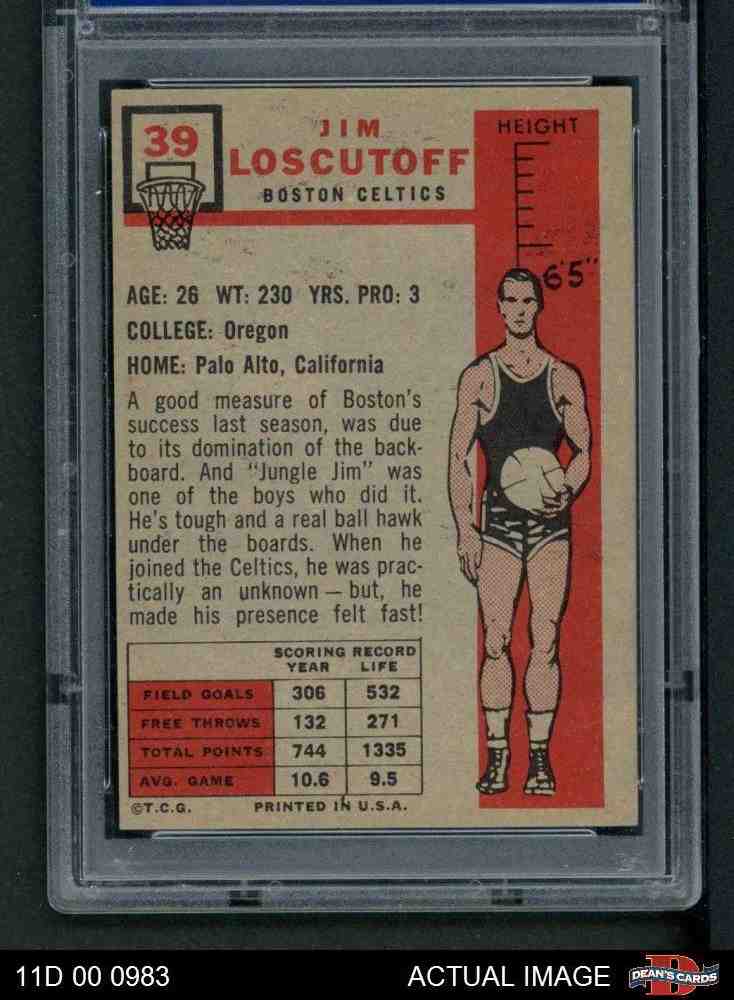 39
JIM
LOSCUTOFF
BOSTON CELTICS
HEIGHT
6'5"
AGE: 26 WT: 230 YRS. PRO: 3
COLLEGE: Oregon
HOME: Palo Alto, California
A good measure of Boston's
success last season, was due
to its domination of the back-
board. And "Jungle Jim" was
one of the boys who did it.
He's tough and a real ball hawk
under the boards. When he
joined the Celtics, he was prac-
tically an unknown — but, he
made his presence felt fast!
SCORING RECORD
YEAR LIFE
FIELD GOALS 306 532
FREE THROWS 132 271
TOTAL POINTS 744 1335
AVG. GAME 10.6 9.5
©T.C.G. PRINTED IN U.S.A.
11D 00 0983 ACTUAL IMAGE DEAN'S CARDS